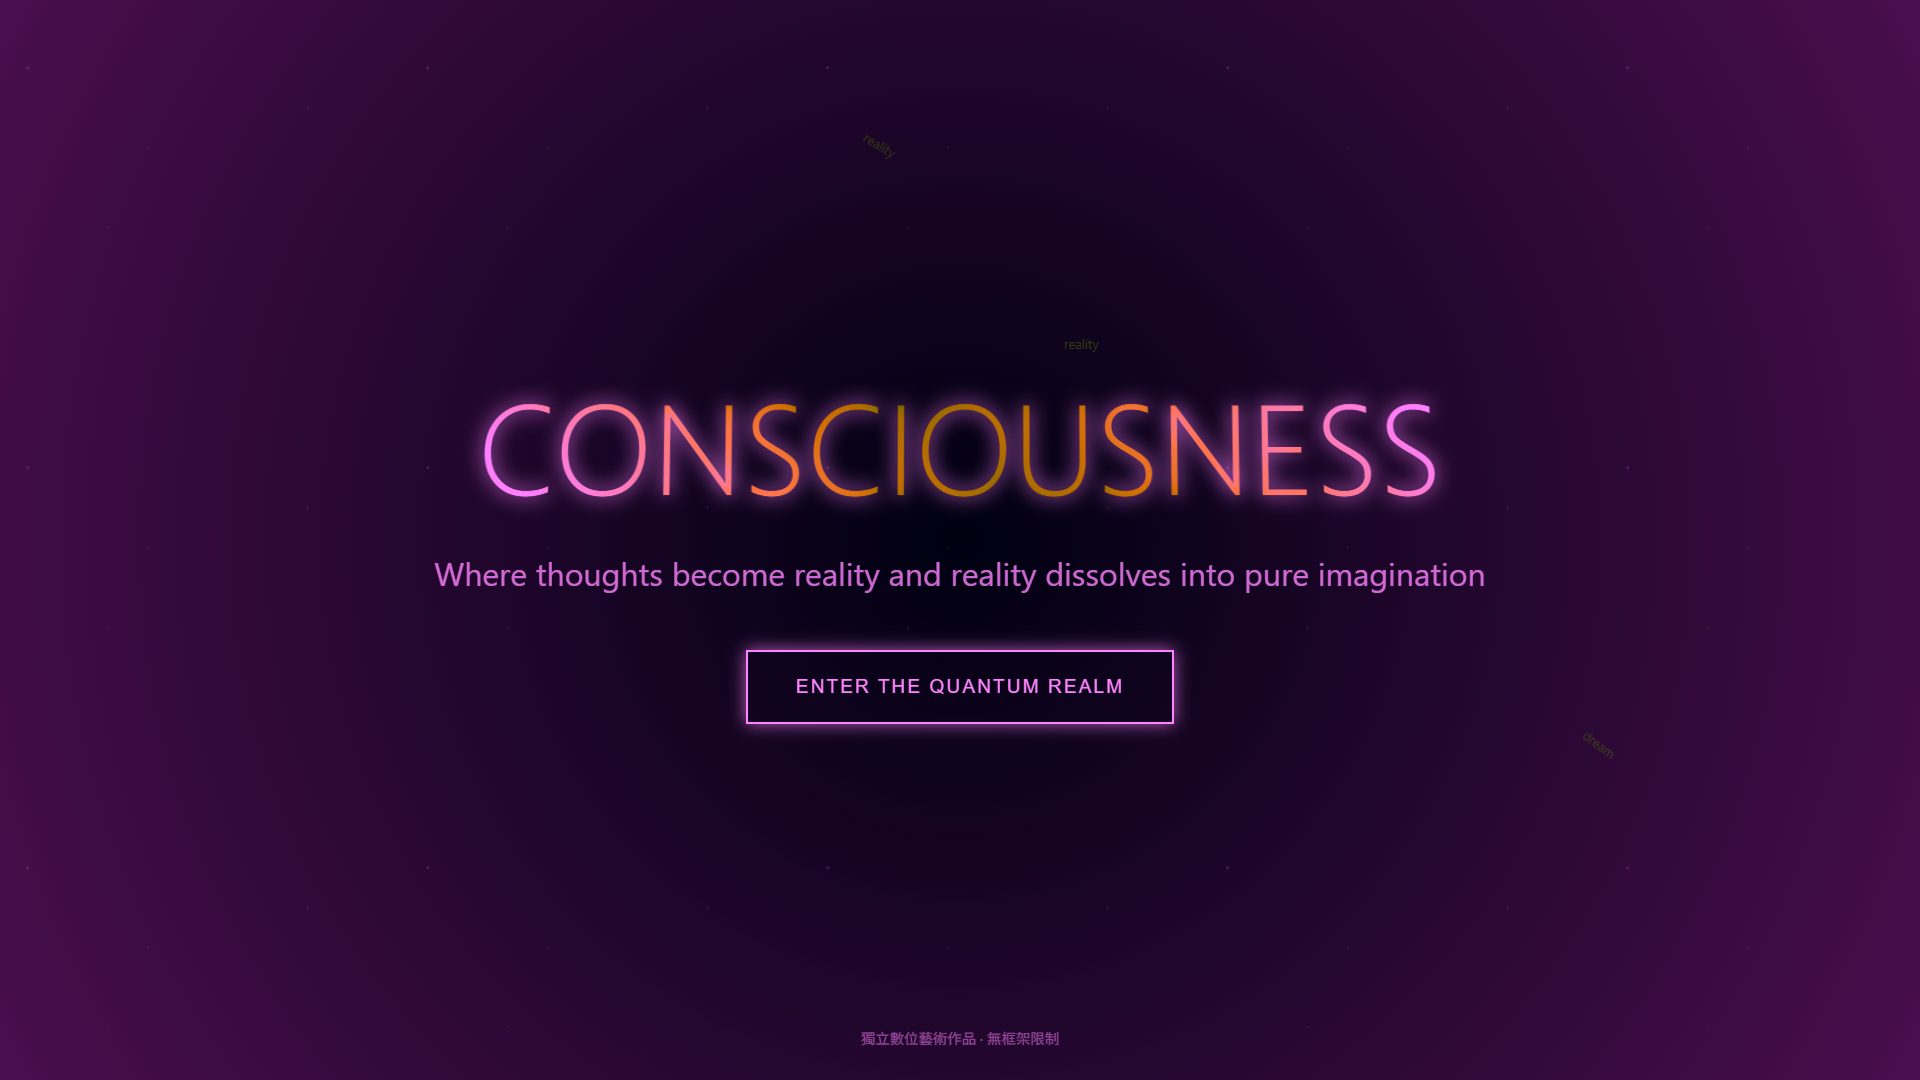 reality
reality
CONSCIOUSNESS
Where thoughts become reality and reality dissolves into pure imagination
ENTER THE QUANTUM REALM
dream
獨立數位藝術作品 · 無框架限制